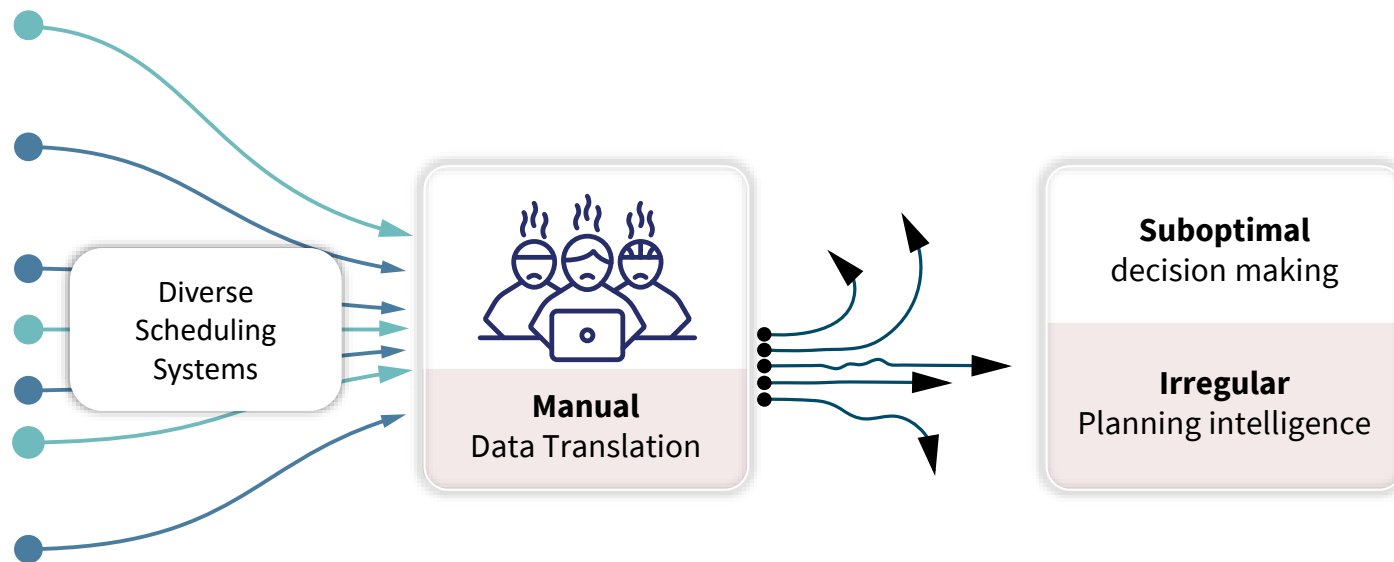 Diverse
Scheduling
Systems
Manual
Data Translation
Suboptimal
decision making
Irregular
Planning intelligence